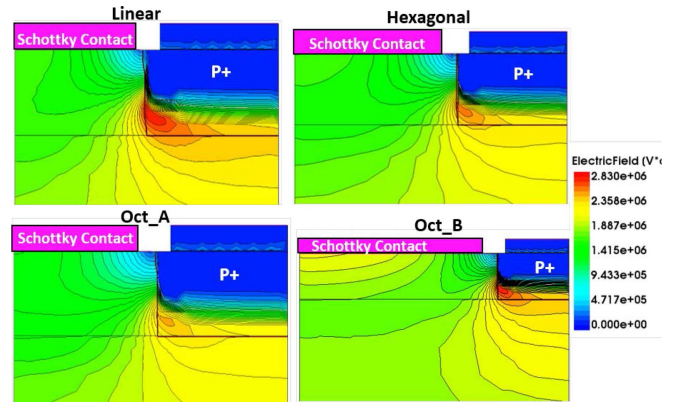 Linear
Hexagonal
Schottky Contact
Schottky Contact
P+
P+
ElectricField (V*c
2.830e+06
2.358e+06
1.887e+06
1.415e+06
9.433e+05
4.717e+05
0.000e+00
Oct_A
Oct_B
Schottky Contact
Schottky Contact
P+
P+